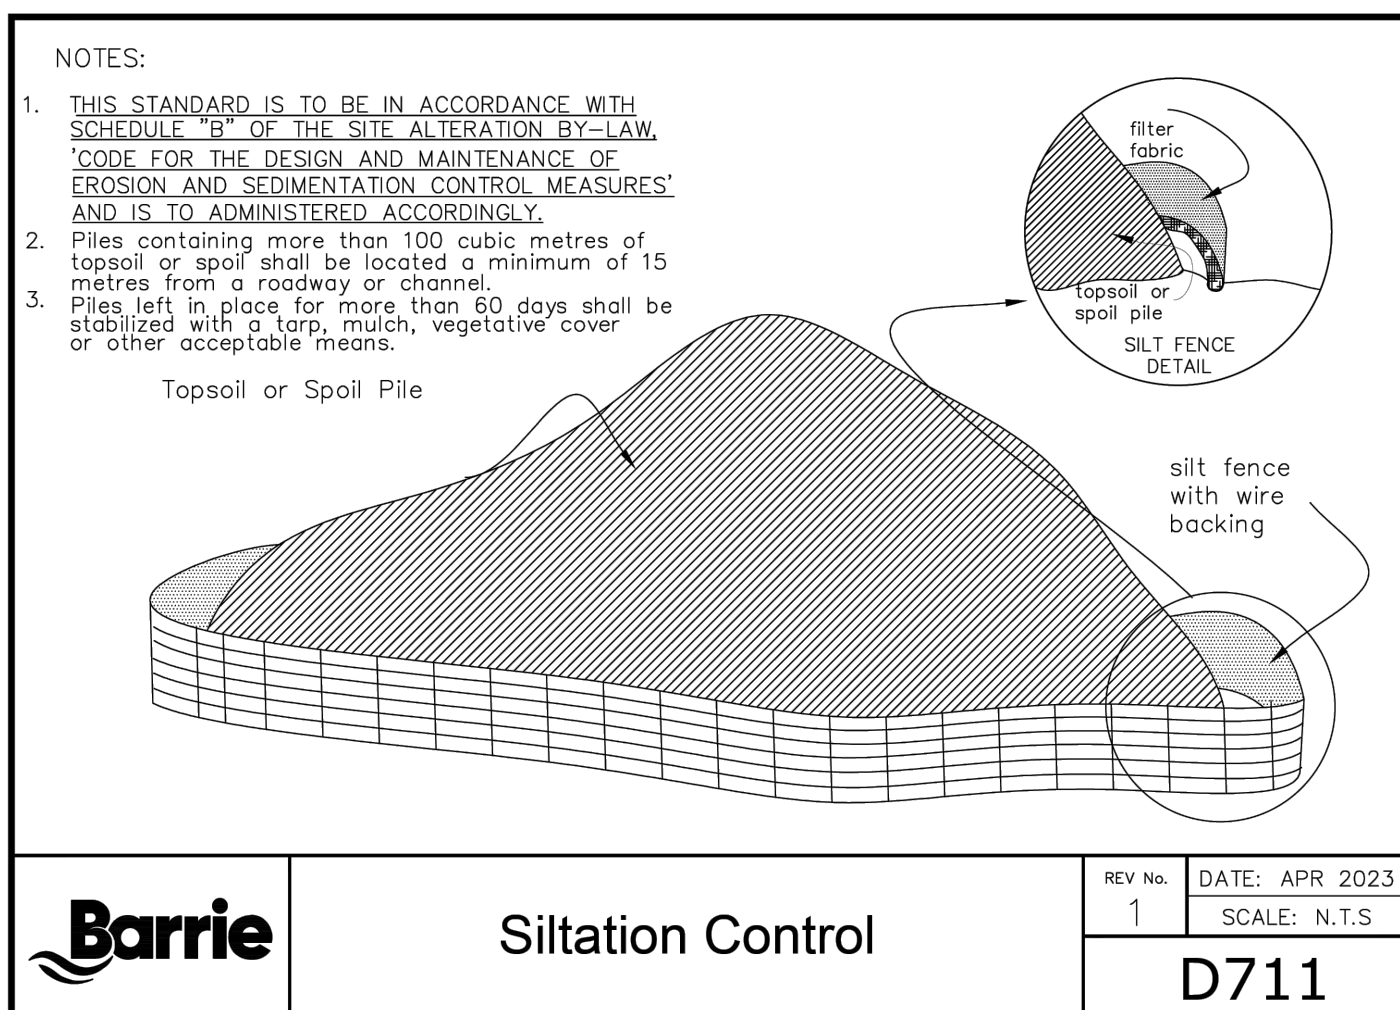 NOTES:
1. THIS STANDARD IS TO BE IN ACCORDANCE WITH
SCHEDULE "B" OF THE SITE ALTERATION BY-LAW,
'CODE FOR THE DESIGN AND MAINTENANCE OF
EROSION AND SEDIMENTATION CONTROL MEASURES'
AND IS TO ADMINISTERED ACCORDINGLY.
2. Piles containing more than 100 cubic metres of
topsoil or spoil shall be located a minimum of 15
metres from a roadway or channel.
3. Piles left in place for more than 60 days shall be
stabilized with a tarp, mulch, vegetative cover
or other acceptable means.
Topsoil or Spoil Pile
filter
fabric
topsoil or
spoil pile
SILT FENCE
DETAIL
silt fence
with wire
backing
Barrie
Siltation Control
REV No.
1
DATE: APR 2023
SCALE: N.T.S
D711